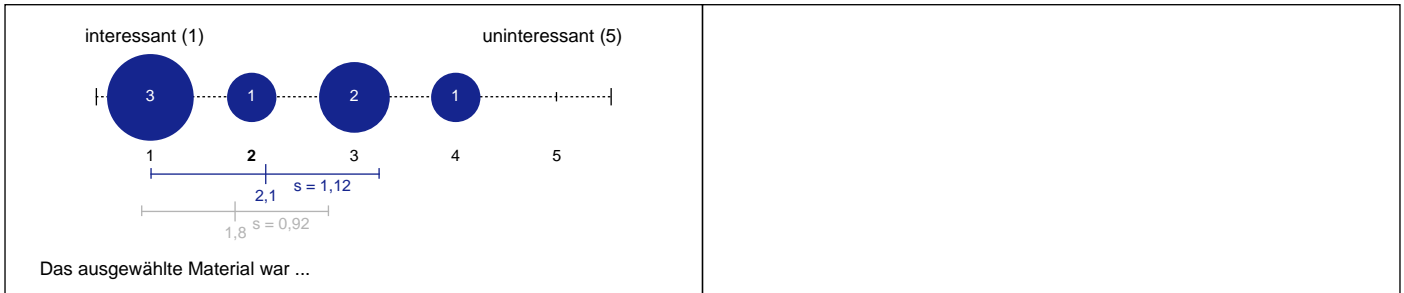 interessant (1) uninteressant (5)
3 1 2 1
1 2 3 4 5
s = 1,12
2,1
s = 0,92
1,8
Das ausgewählte Material war ...